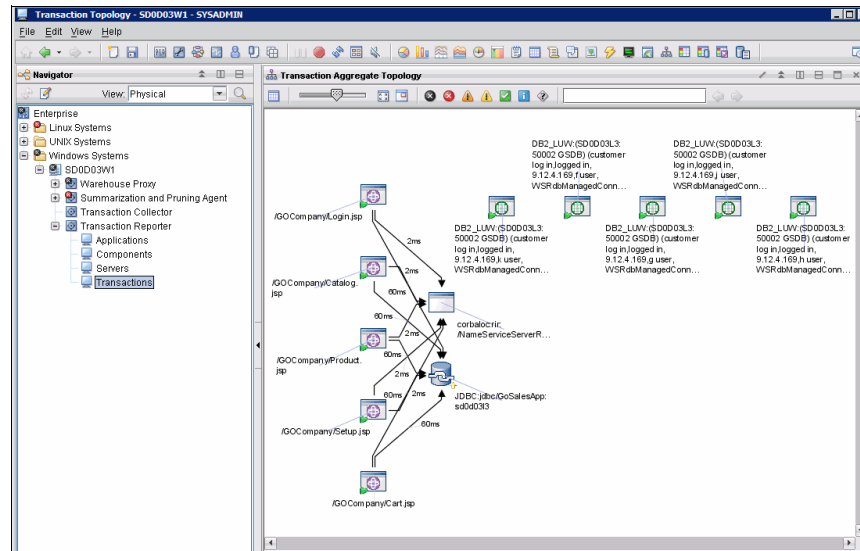 Transaction Topology - SD0D03W1 - SYSADMIN
File Edit View Help
Navigator
View: Physical
Enterprise
Linux Systems
UNIX Systems
Windows Systems
SD0D03W1
Warehouse Proxy
Summarization and Pruning Agent
Transaction Collector
Transaction Reporter
Applications
Components
Servers
Transactions
Transaction Aggregate Topology
DB2_LUW:(SD0D03L3:
50002 GSDB) (customer
log in,logged in,
9.12.4.169,f user,
WSRdbManagedConn...
DB2_LUW:(SD0D03L3:
50002 GSDB) (customer
log in,logged in,
9.12.4.169,j user,
WSRdbManagedConn...
DB2_LUW:(SD0D03L3:
50002 GSDB) (customer
log in,logged in,
9.12.4.169,k user,
WSRdbManagedConn...
DB2_LUW:(SD0D03L3:
50002 GSDB) (customer
log in,logged in,
9.12.4.169,g user,
WSRdbManagedConn...
DB2_LUW:(SD0D03L3:
50002 GSDB) (customer
log in,logged in,
9.12.4.169,h user,
WSRdbManagedConn...
/GOCompany/Login.jsp
2ms
/GOCompany/Catalog.
jsp
2ms
60ms
60ms
corbaloc:rir:
/NameServiceServerR...
2ms
/GOCompany/Product.
jsp
60ms
2ms
JDBC:jdbc/GoSalesApp:
sd0d03l3
60ms
2ms
/GOCompany/Setup.jsp
60ms
/GOCompany/Cart.jsp